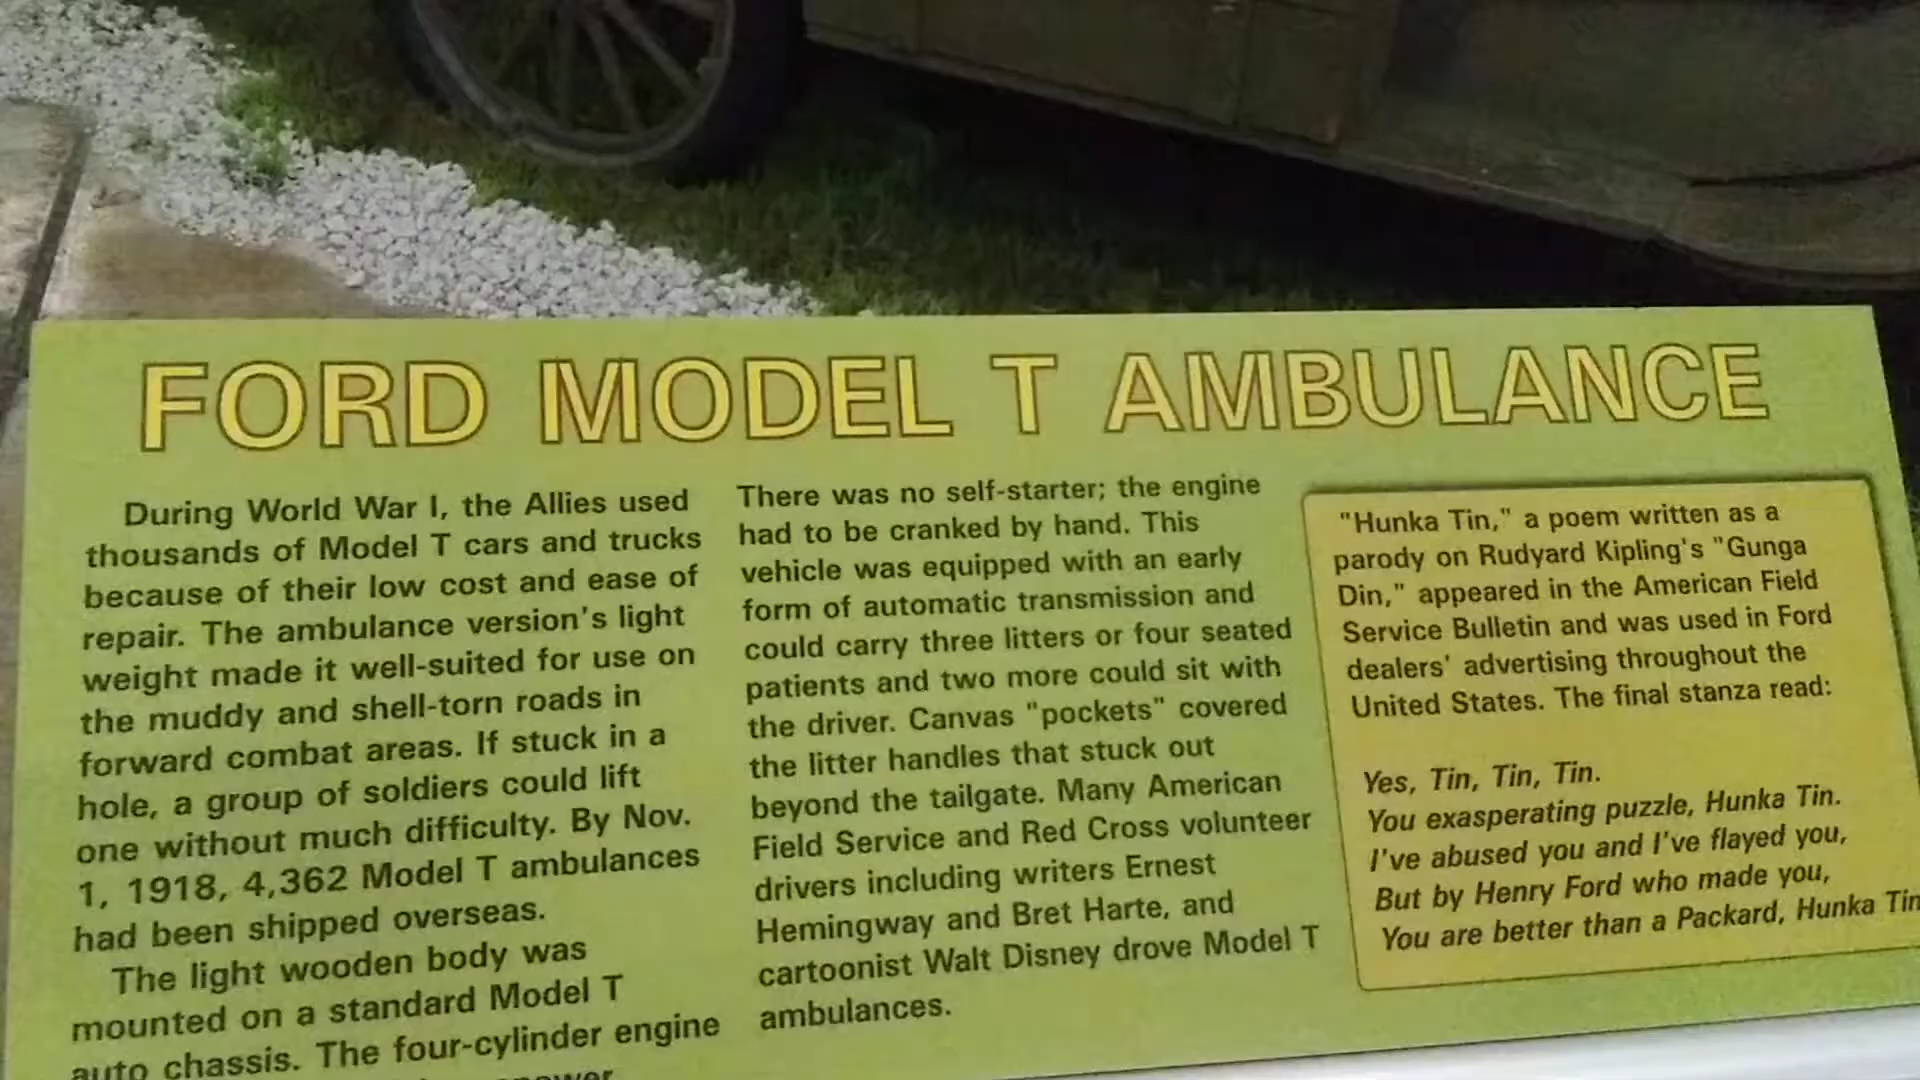 FORD MODEL T AMBULANCE
During World War I, the Allies used
thousands of Model T cars and trucks
because of their low cost and ease of
repair. The ambulance version's light
weight made it well-suited for use on
the muddy and shell-torn roads in
forward combat areas. If stuck in a
hole, a group of soldiers could lift
one without much difficulty. By Nov.
1, 1918, 4,362 Model T ambulances
had been shipped overseas.
The light wooden body was
mounted on a standard Model T
auto chassis. The four-cylinder engine
There was no self-starter; the engine
had to be cranked by hand. This
vehicle was equipped with an early
form of automatic transmission and
could carry three litters or four seated
patients and two more could sit with
the driver. Canvas "pockets" covered
the litter handles that stuck out
beyond the tailgate. Many American
Field Service and Red Cross volunteer
drivers including writers Ernest
Hemingway and Bret Harte, and
cartoonist Walt Disney drove Model T
ambulances.
"Hunka Tin," a poem written as a
parody on Rudyard Kipling's "Gunga
Din," appeared in the American Field
Service Bulletin and was used in Ford
dealers' advertising throughout the
United States. The final stanza read:
Yes, Tin, Tin, Tin.
You exasperating puzzle, Hunka Tin.
I've abused you and I've flayed you,
But by Henry Ford who made you,
You are better than a Packard, Hunka Tin